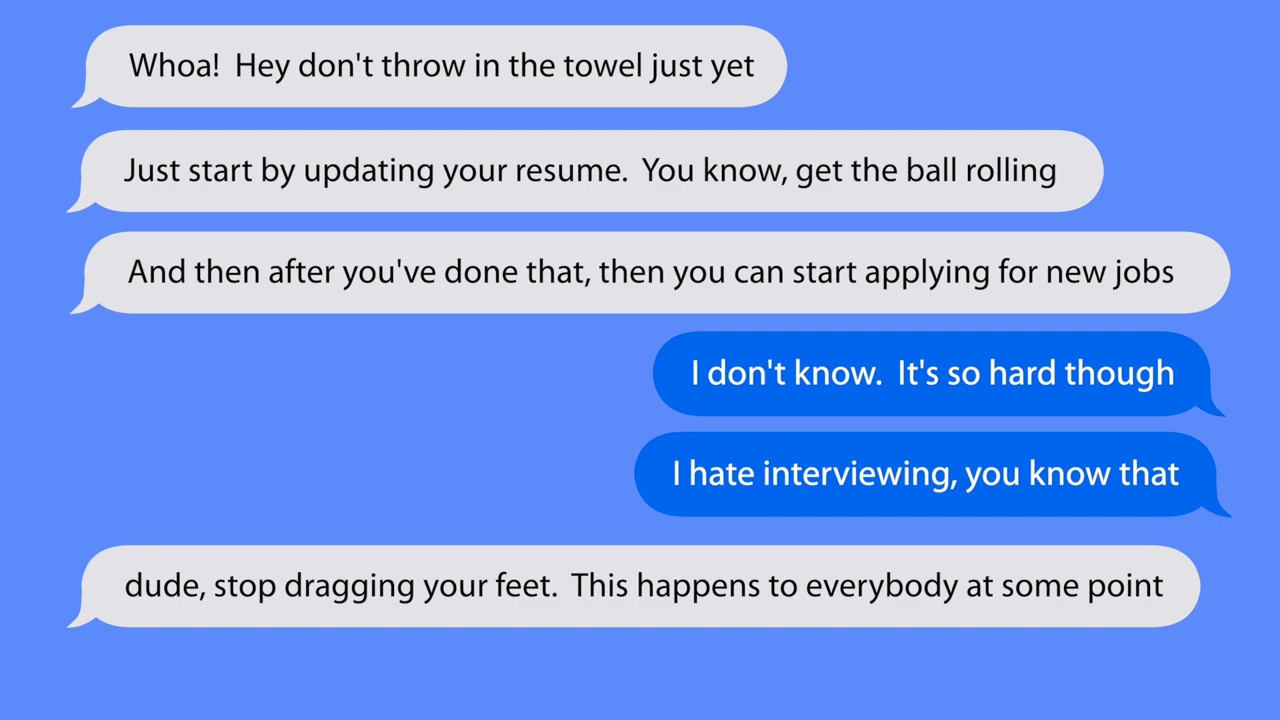 Whoa!  Hey don't throw in the towel just yet
Just start by updating your resume.  You know, get the ball rolling
And then after you've done that, then you can start applying for new jobs
I don't know.  It's so hard though
I hate interviewing, you know that
dude, stop dragging your feet.  This happens to everybody at some point